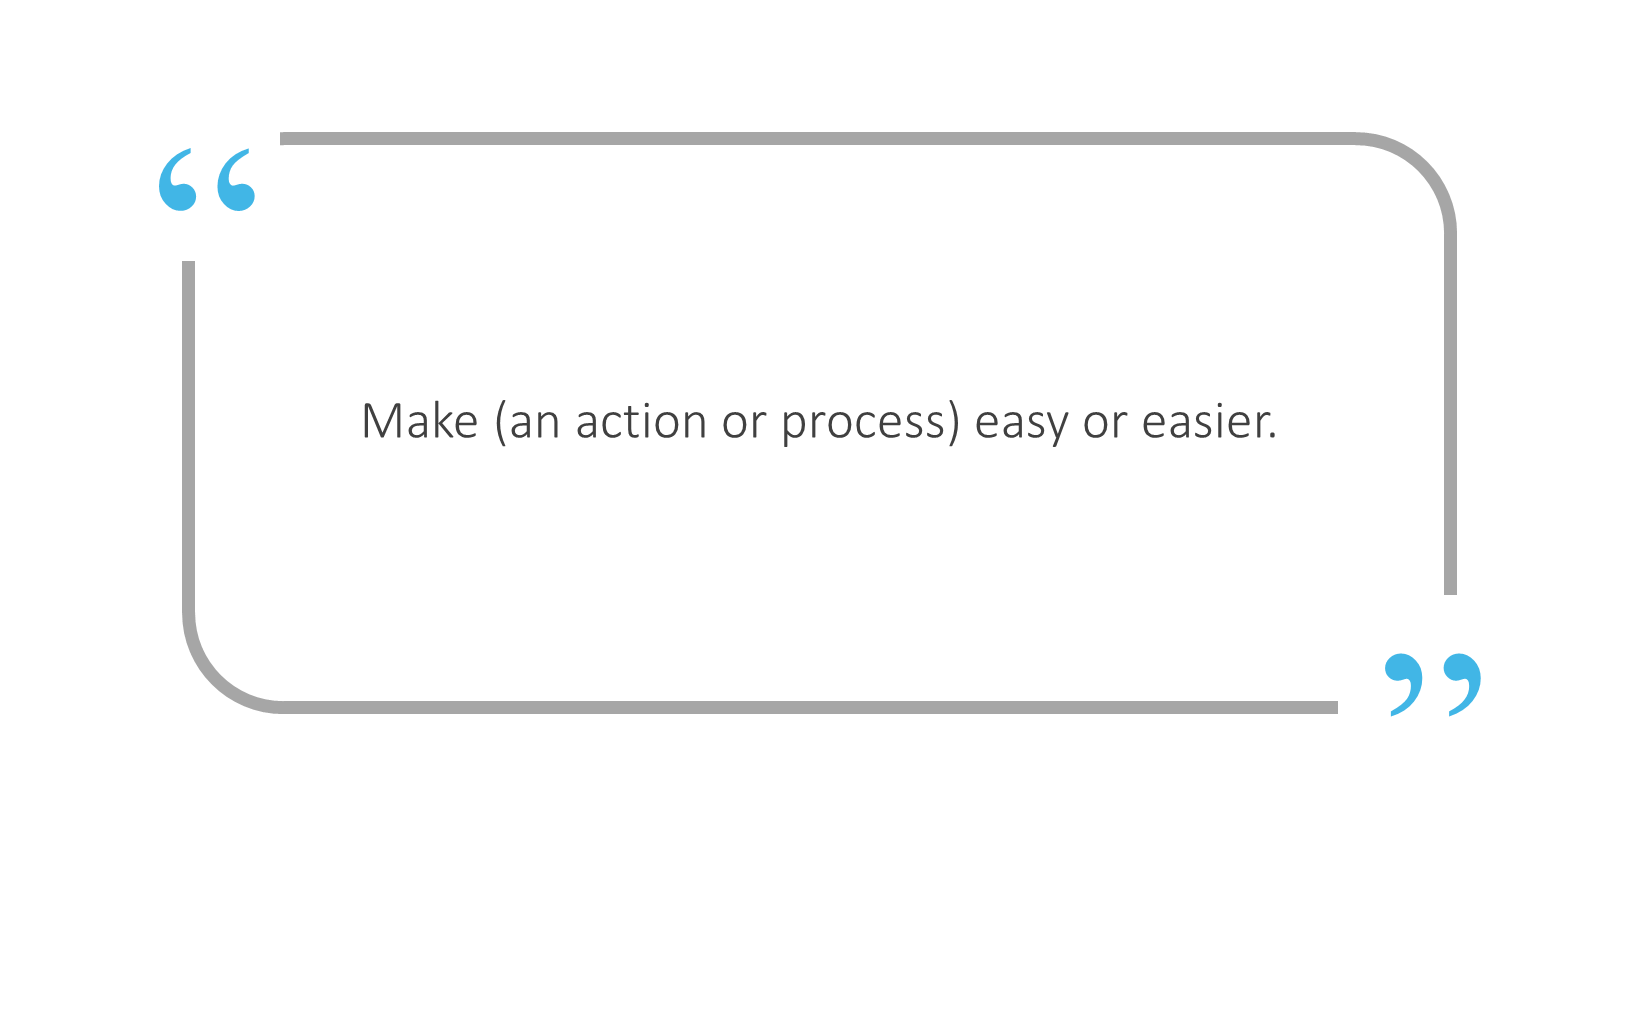 “
Make (an action or process) easy or easier.
”